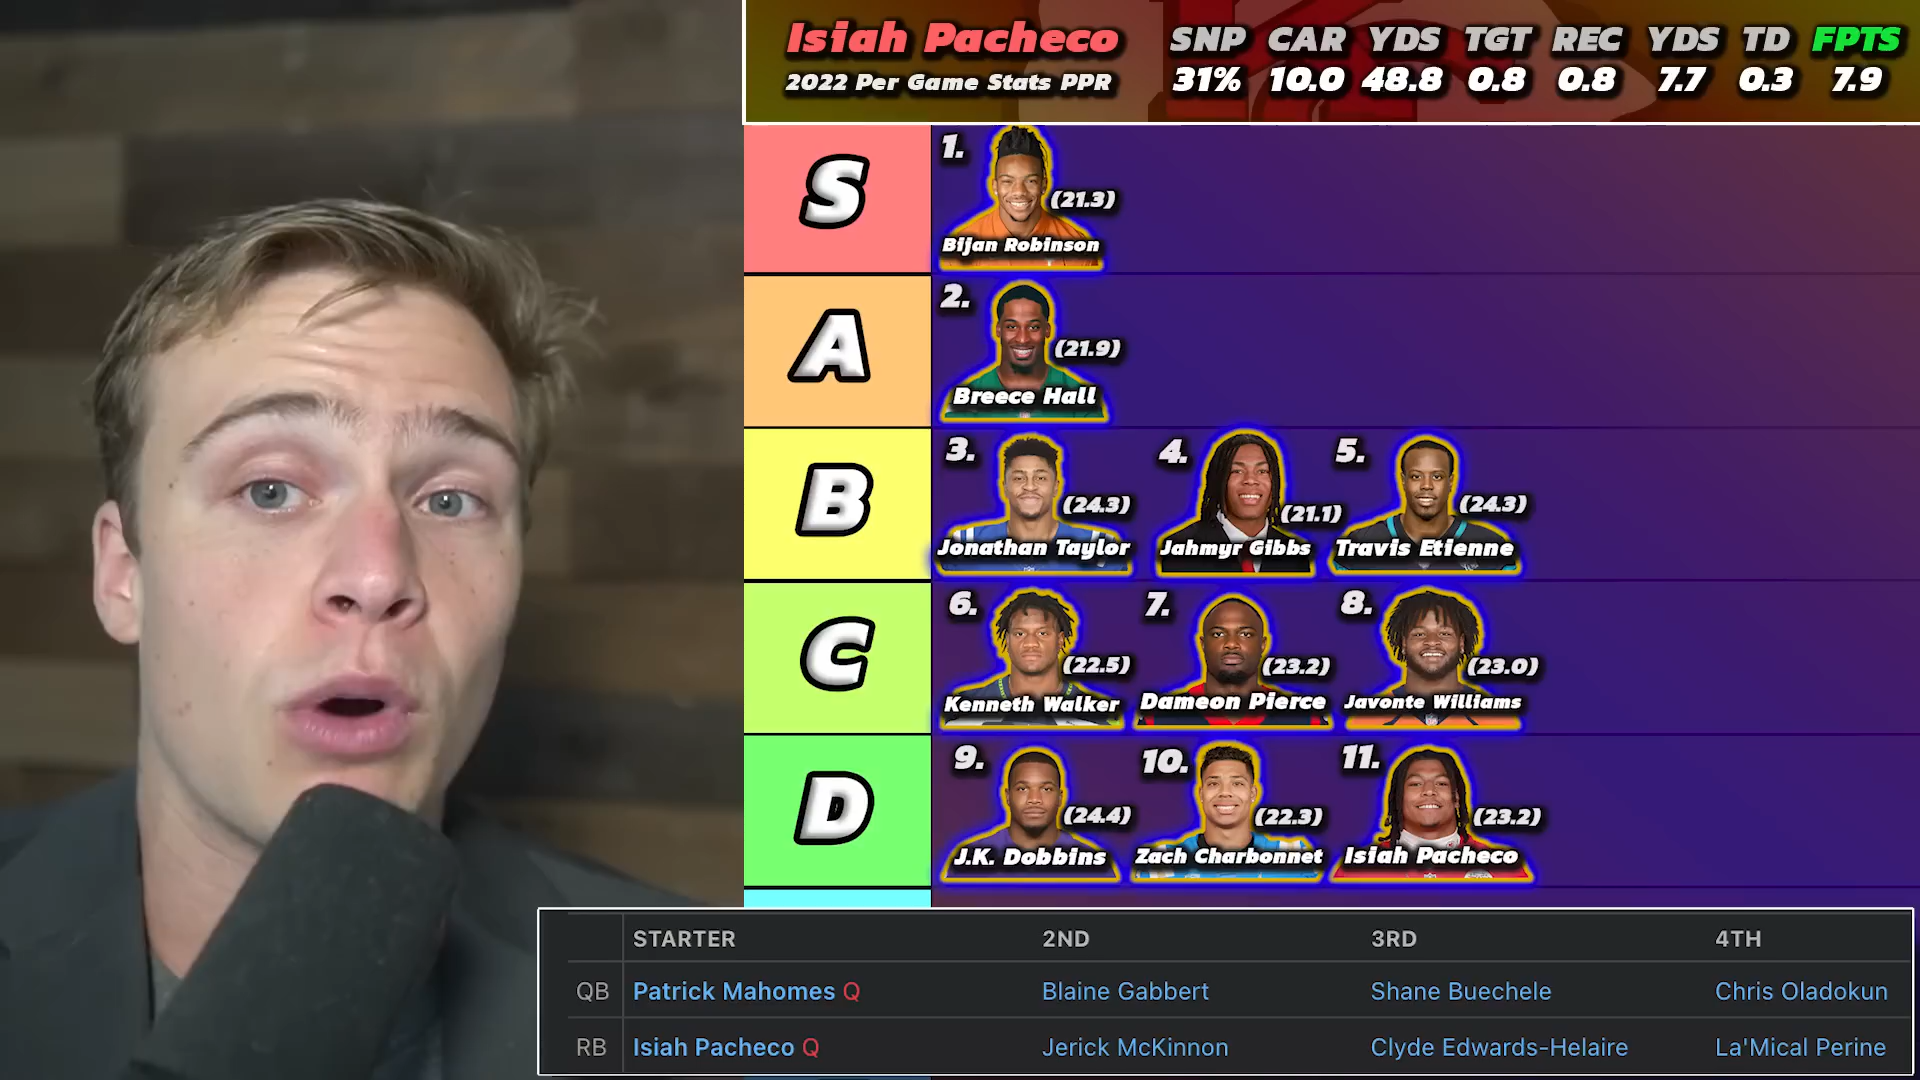 Isiah Pacheco SNP CAR YDS TGT REC YDS TD FPTS
2022 Per Game Stats PPR 31% 10.0 48.8 0.8 0.8 7.7 0.3 7.9
S
1.
(21.3)
Bijan Robinson
A
2.
(21.9)
Breece Hall
B
3. 4. 5.
(24.3) (21.1) (24.3)
Jonathan Taylor Jahmyr Gibbs Travis Etienne
C
6. 7. 8.
(22.5) (23.2) (23.0)
Kenneth Walker Dameon Pierce Javonte Williams
D
9. 10. 11.
(24.4) (22.3) (23.2)
J.K. Dobbins Zach Charbonnet Isiah Pacheco
STARTER 2ND 3RD 4TH
QB Patrick Mahomes Q Blaine Gabbert Shane Buechele Chris Oladokun
RB Isiah Pacheco Q Jerick McKinnon Clyde Edwards-Helaire La'Mical Perine